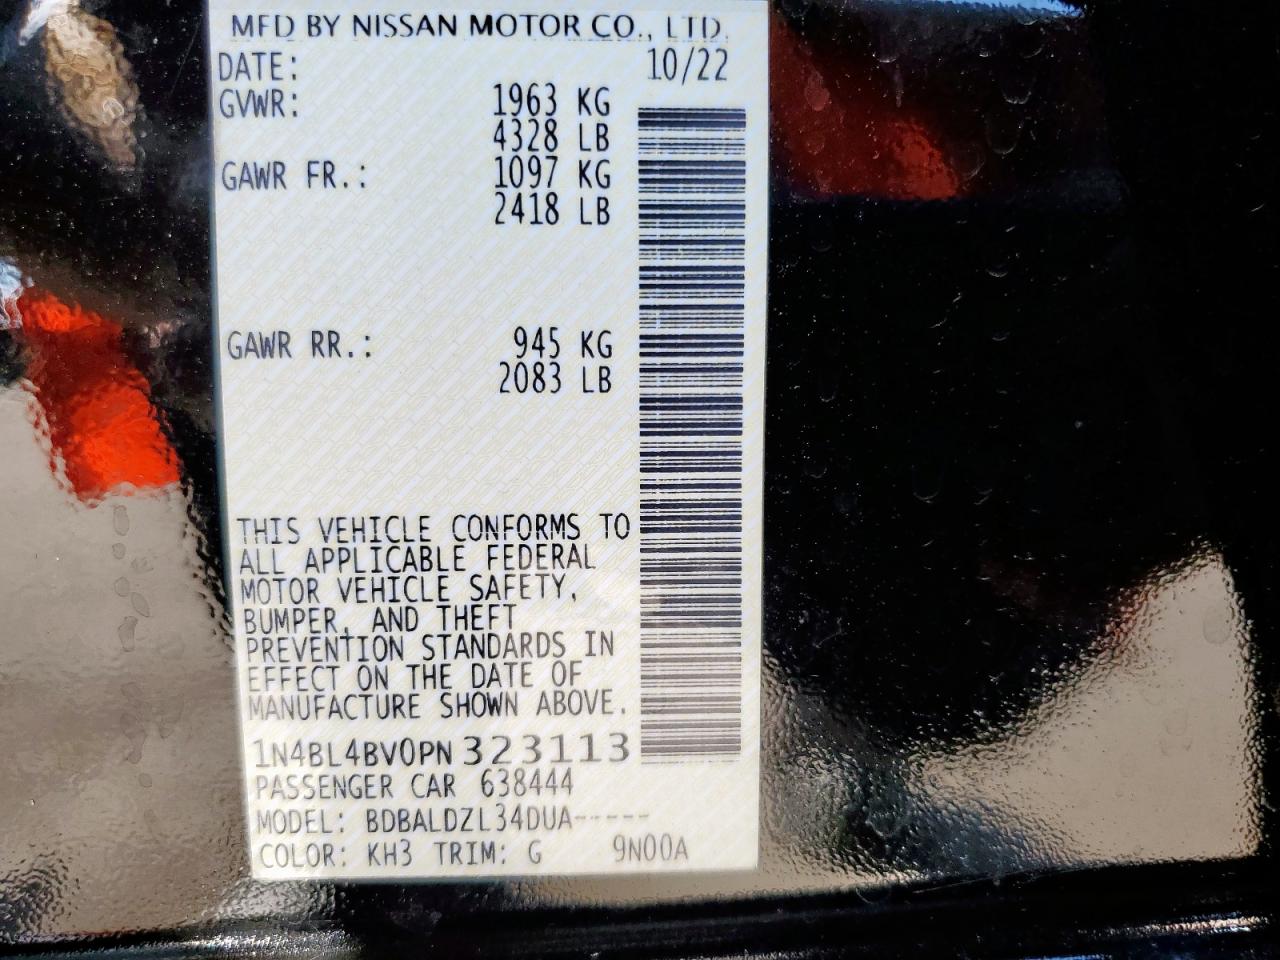 MFD BY NISSAN MOTOR CO., LTD.
DATE: 10/22
GVWR: 1963 KG
4328 LB
GAWR FR.: 1097 KG
2418 LB
GAWR RR.: 945 KG
2083 LB
THIS VEHICLE CONFORMS TO
ALL APPLICABLE FEDERAL
MOTOR VEHICLE SAFETY,
BUMPER, AND THEFT
PREVENTION STANDARDS IN
EFFECT ON THE DATE OF
MANUFACTURE SHOWN ABOVE.
1N4BL4BV0PN323113
PASSENGER CAR 638444
MODEL: BDBALDZL34DUA-----
COLOR: KH3 TRIM: G 9N00A